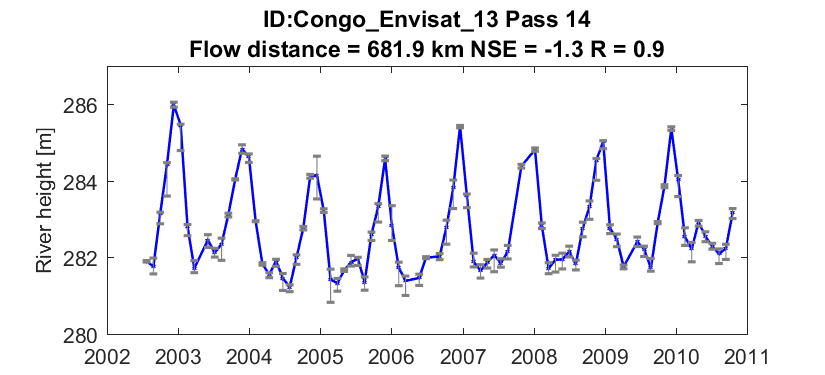 ID:Congo_Envisat_13 Pass 14
Flow distance = 681.9 km NSE = -1.3 R = 0.9
River height [m]
286
284
282
280
2002 2003 2004 2005 2006 2007 2008 2009 2010 2011